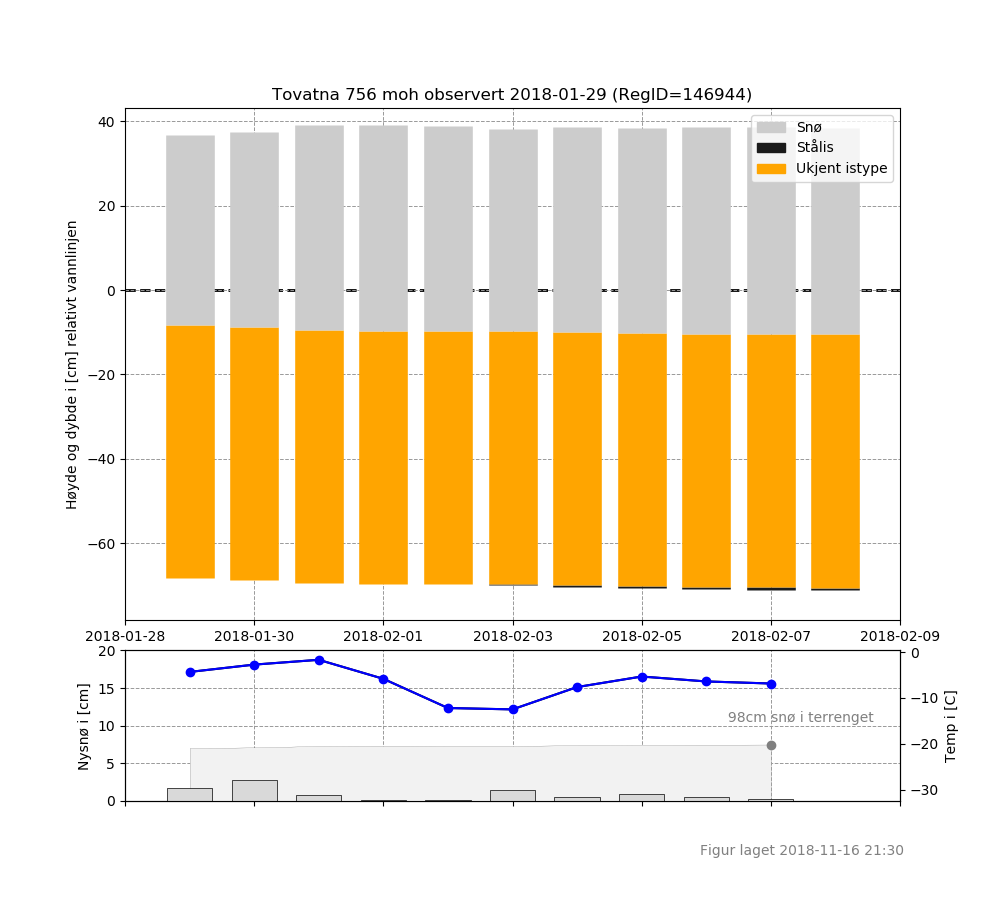 Tovatna 756 moh observert 2018-01-29 (RegID=146944)
Høyde og dybde i [cm] relativt vannlinjen
40
20
0
−20
−40
−60
Snø
Stålis
Ukjent istype
2018-01-28 2018-01-30 2018-02-01 2018-02-03 2018-02-05 2018-02-07 2018-02-09
Nysnø i [cm]
20
15
10
5
0
98cm snø i terrenget
0
−10
−20
−30
Temp i [C]
Figur laget 2018-11-16 21:30